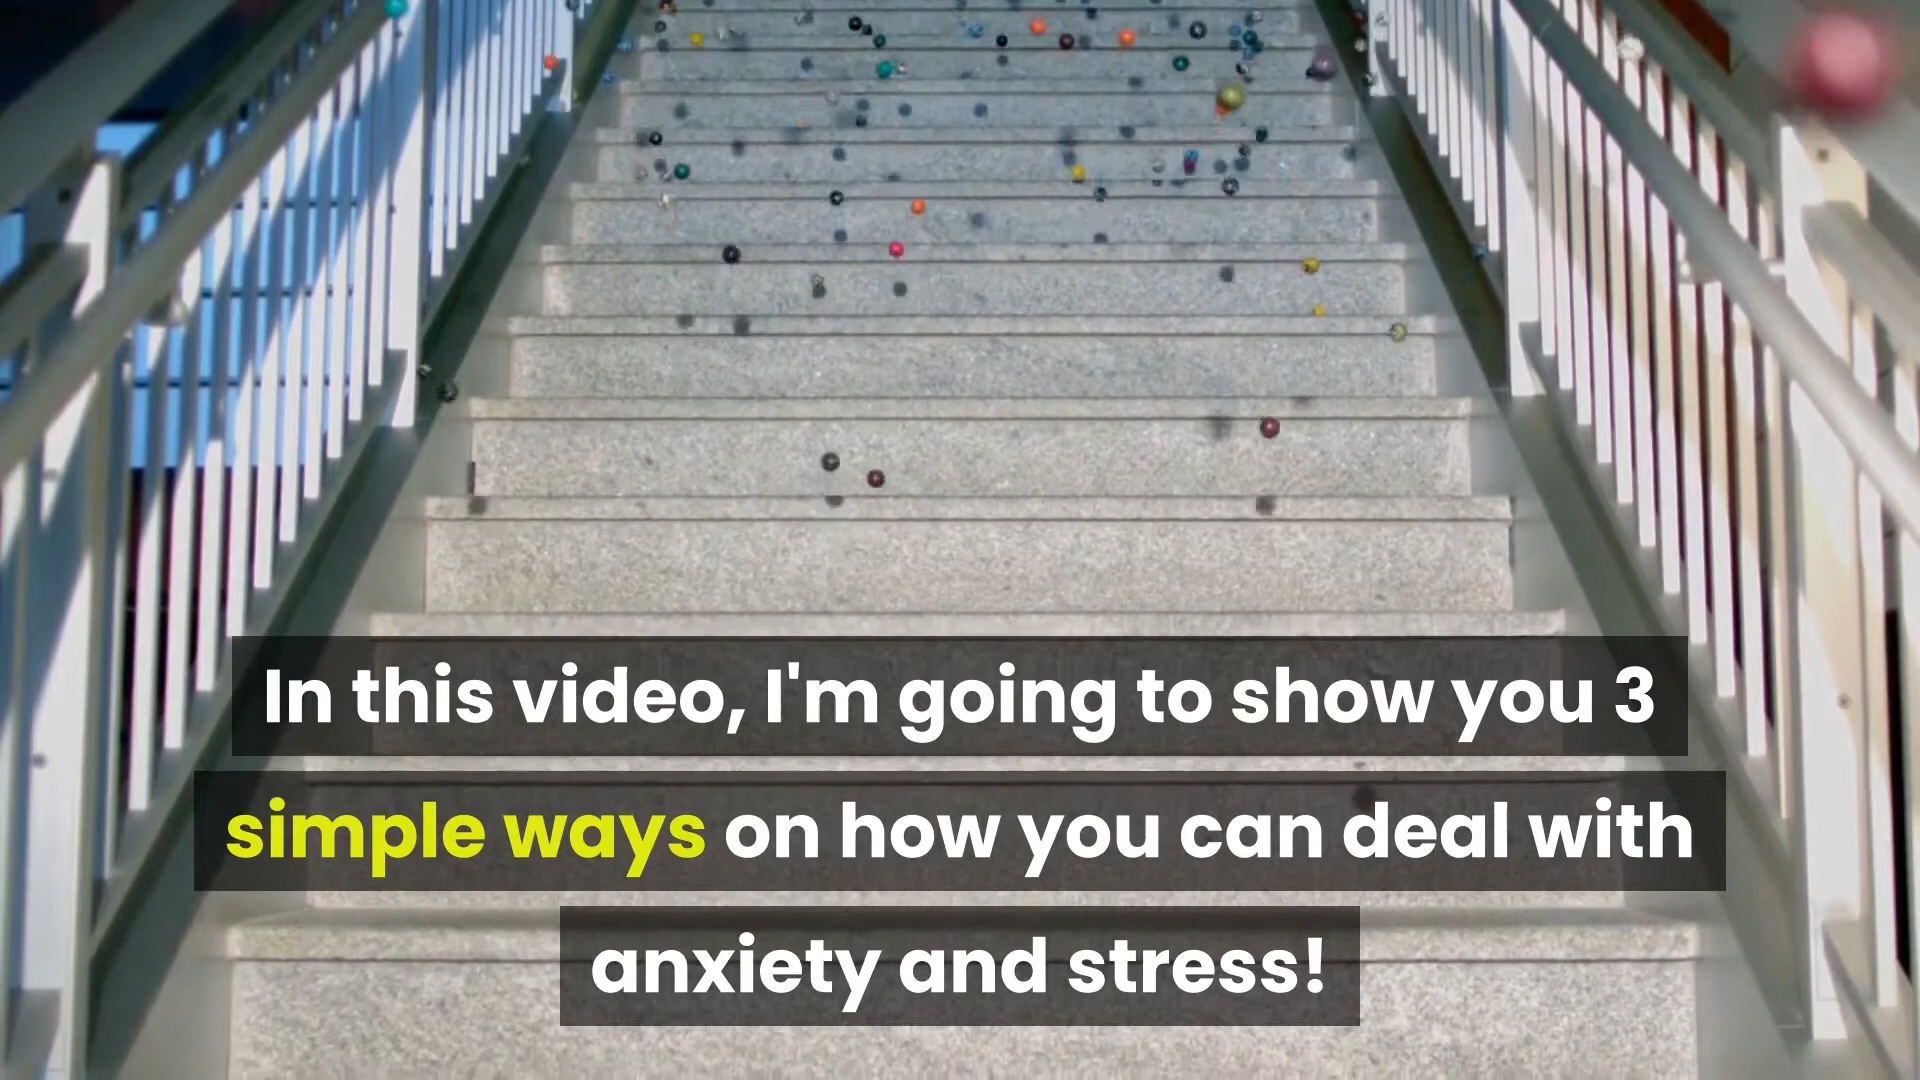 In this video, I'm going to show you 3
simple ways on how you can deal with
anxiety and stress!